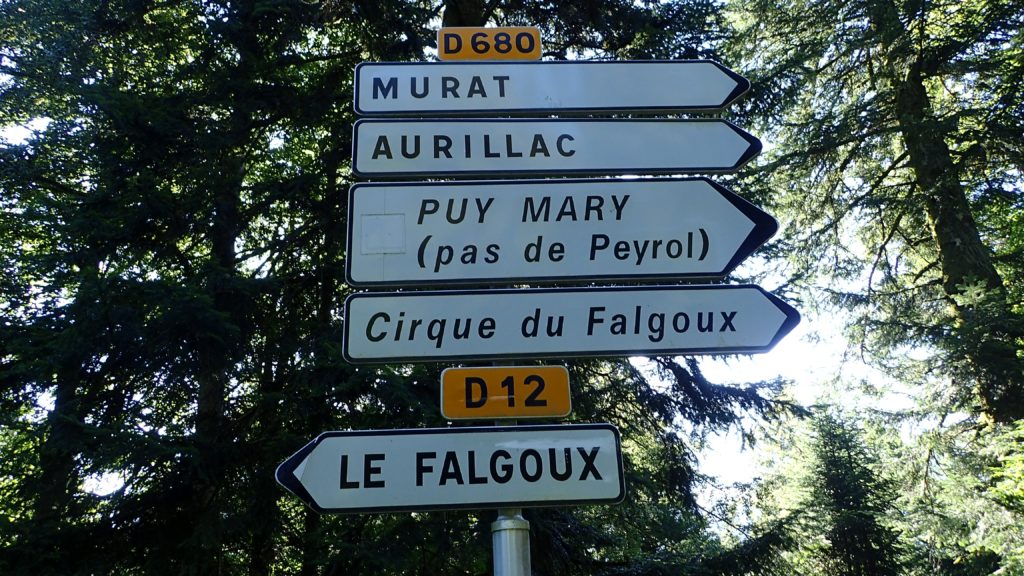 D 680
MURAT
AURILLAC
PUY MARY
(pas de Peyrol)
Cirque du Falgoux
D 12
LE FALGOUX